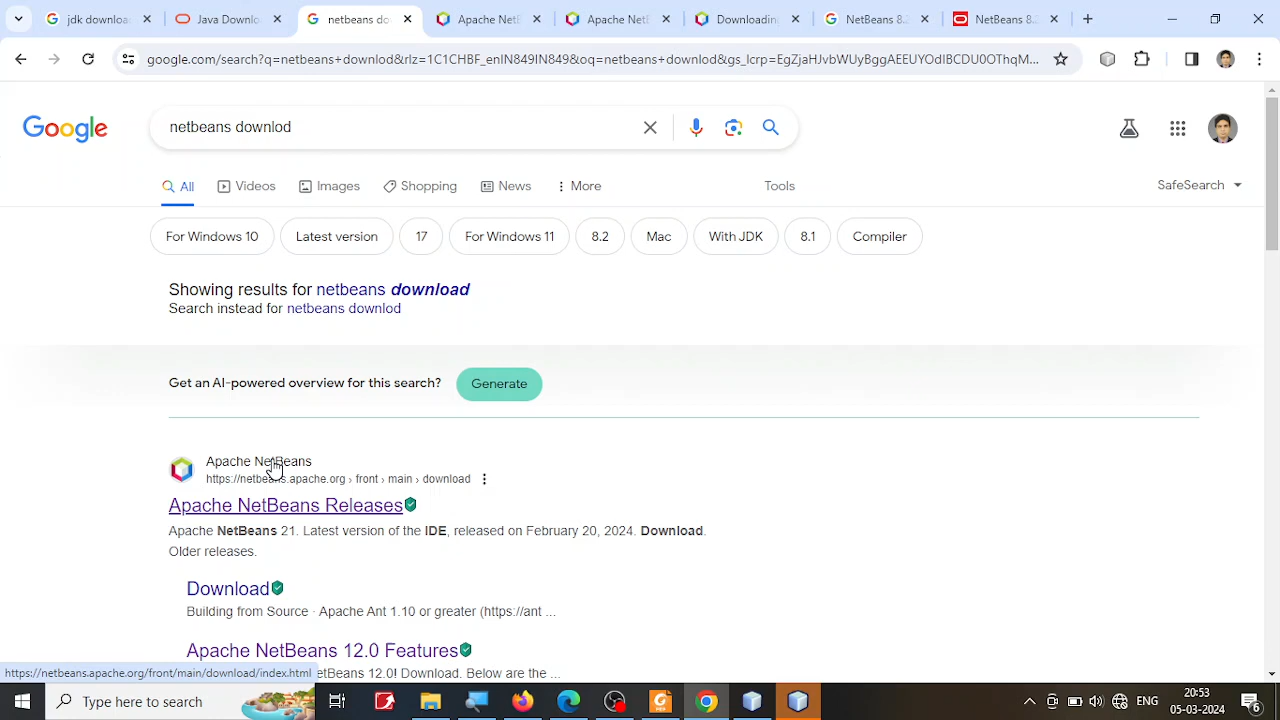 jdk downloa
Java Downlo
netbeans do
Apache NetB
Apache NetB
Downloading
NetBeans 8.
NetBeans 8.
google.com/search?q=netbeans+downlod&rlz=1C1CHBF_enIN849IN849&oq=netbeans+downlod&gs_lcrp=EgZjaHJvbWUyBggAEEUYOdIBCDU0OThqM...
Google
netbeans downlod
All
Videos
Images
Shopping
News
More
Tools
SafeSearch
For Windows 10
Latest version
17
For Windows 11
8.2
Mac
With JDK
8.1
Compiler
Showing results for netbeans download
Search instead for netbeans downlod
Get an AI-powered overview for this search?
Generate
Apache NetBeans
https://netbeans.apache.org › front › main › download
Apache NetBeans Releases
Apache NetBeans 21. Latest version of the IDE, released on February 20, 2024. Download.
Older releases.
Download
Building from Source · Apache Ant 1.10 or greater (https://ant ...
Apache NetBeans 12.0 Features
https://netbeans.apache.org/front/main/download/index.html
etBeans 12.0! Download. Below are the ...
Type here to search
ENG
20:53
05-03-2024
6